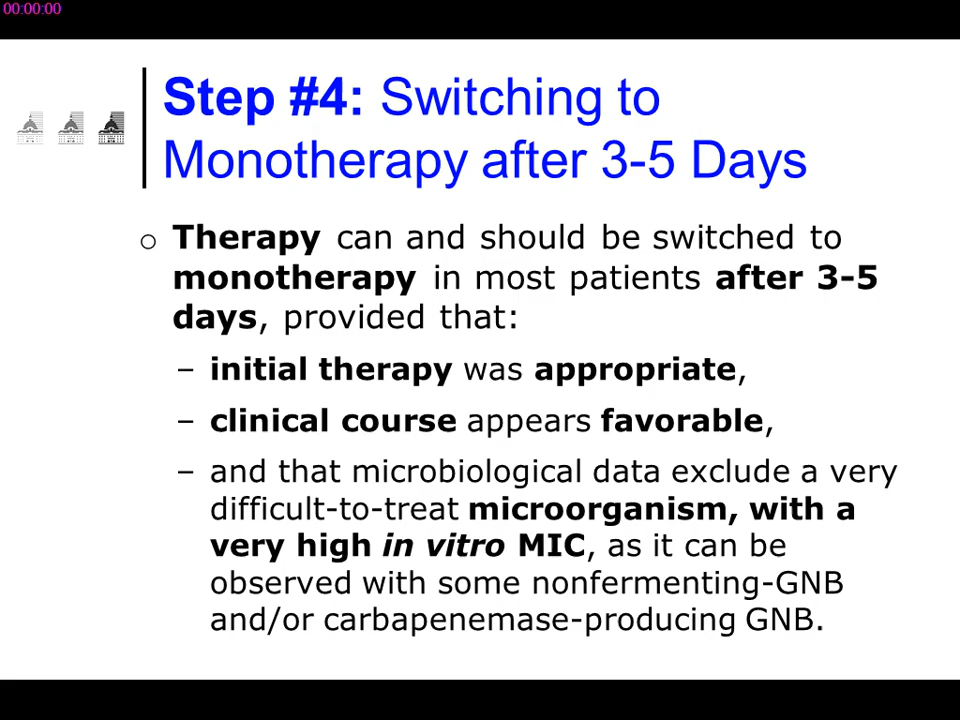 00:00:00
Step #4: Switching to
Monotherapy after 3-5 Days
o Therapy can and should be switched to
monotherapy in most patients after 3-5
days, provided that:
– initial therapy was appropriate,
– clinical course appears favorable,
– and that microbiological data exclude a very
difficult-to-treat microorganism, with a
very high in vitro MIC, as it can be
observed with some nonfermenting-GNB
and/or carbapenemase-producing GNB.